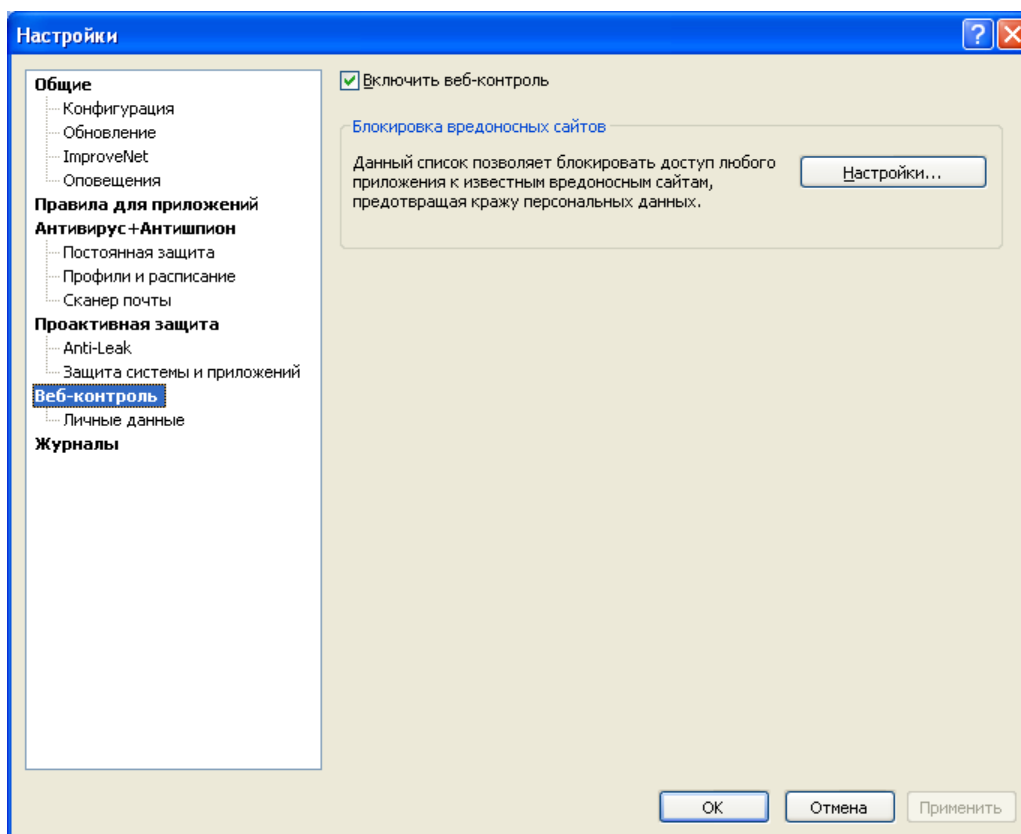 Настройки
Общие
Конфигурация
Обновление
ImproveNet
Оповещения
Правила для приложений
Антивирус+Антишпион
Постоянная защита
Профили и расписание
Сканер почты
Проактивная защита
Anti-Leak
Защита системы и приложений
Веб-контроль
Личные данные
Журналы
Включить веб-контроль
Блокировка вредоносных сайтов
Данный список позволяет блокировать доступ любого
приложения к известным вредоносным сайтам,
предотвращая кражу персональных данных.
Настройки...
OK
Отмена
Применить